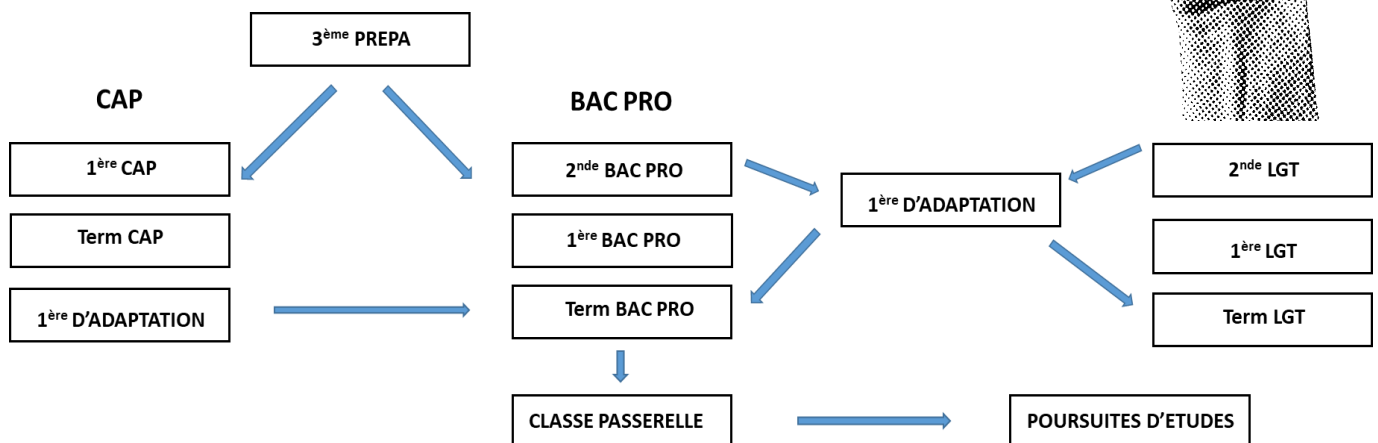 3ème PREPA
CAP
BAC PRO
1ère CAP
2nde BAC PRO
2nde LGT
1ère D'ADAPTATION
Term CAP
1ère BAC PRO
1ère LGT
1ère D'ADAPTATION
Term BAC PRO
Term LGT
CLASSE PASSERELLE
POURSUITES D'ETUDES